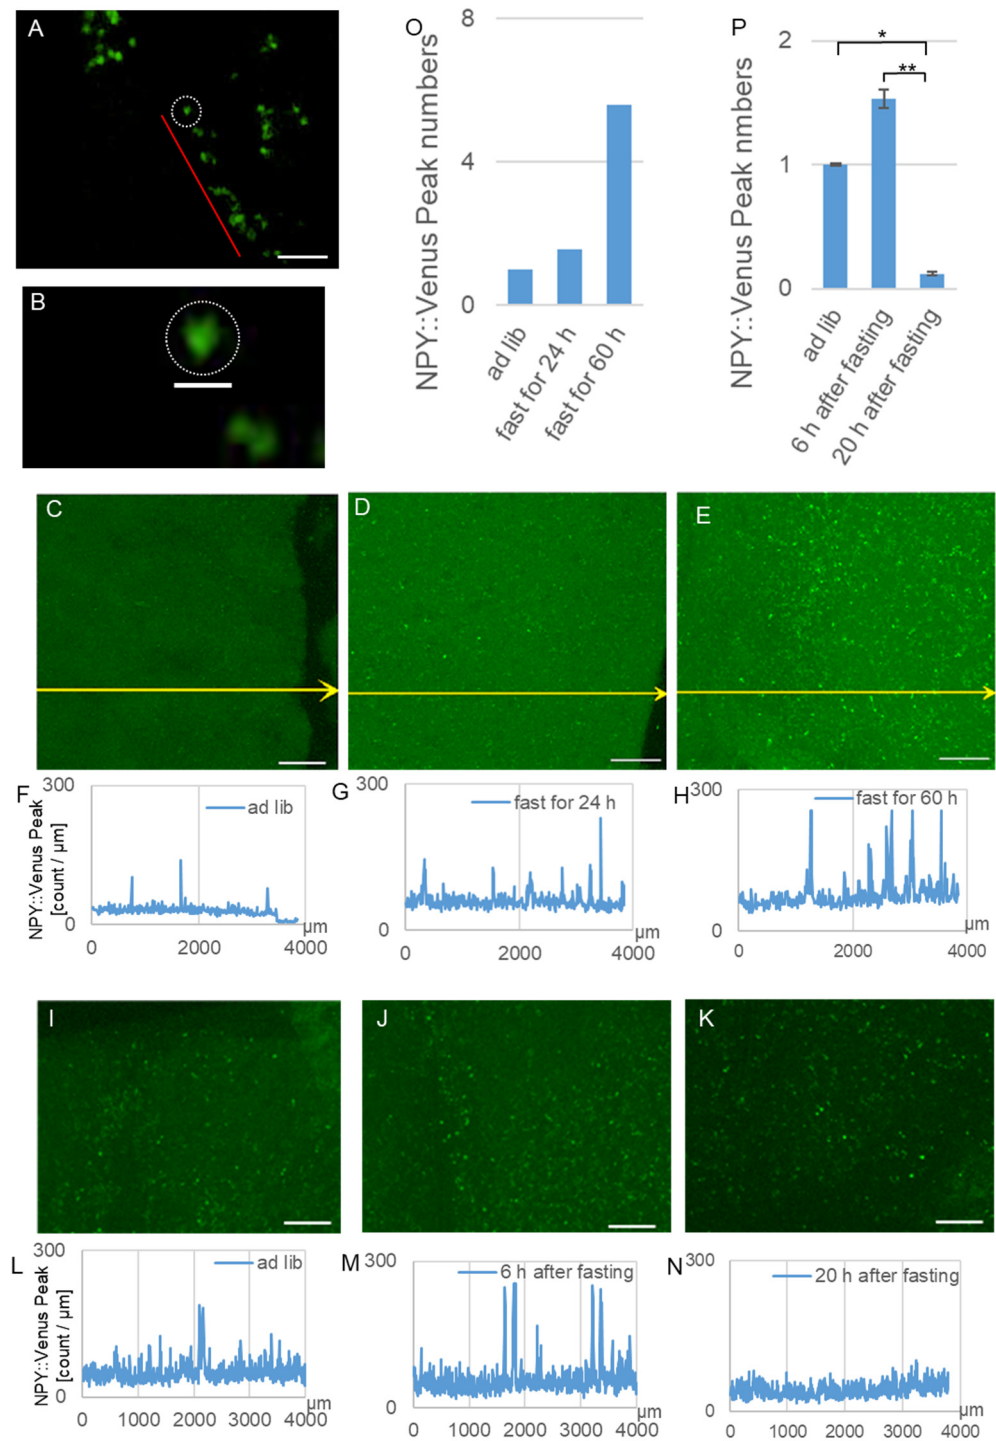 A
B
O
NPY::Venus Peak numbers
8
4
0
ad lib
fast for 24 h
fast for 60 h
P
NPY::Venus Peak nmbers
2
1
0
*
**
ad lib
6 h after fasting
20 h after fasting
C
D
E
F
NPY::Venus Peak
[count / μm]
300
0
ad lib
0 2000 4000
μm
G
300
0
fast for 24 h
0 2000 4000
μm
H
300
0
fast for 60 h
0 2000 4000
μm
I
J
K
L
NPY::Venus Peak
[count / μm]
300
0
ad lib
0 1000 2000 3000 4000
μm
M
300
0
6 h after fasting
0 1000 2000 3000 4000
μm
N
300
0
20 h after fasting
0 1000 2000 3000 4000
μm